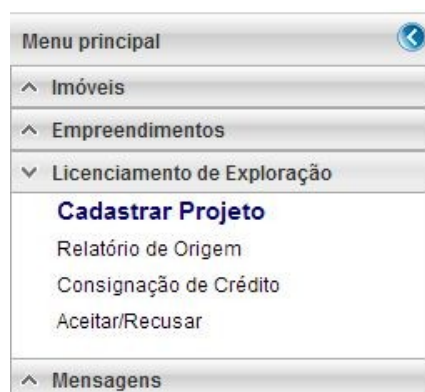 Menu principal
Imóveis
Empreendimentos
Licenciamento de Exploração
Cadastrar Projeto
Relatório de Origem
Consignação de Crédito
Aceitar/Recusar
Mensagens